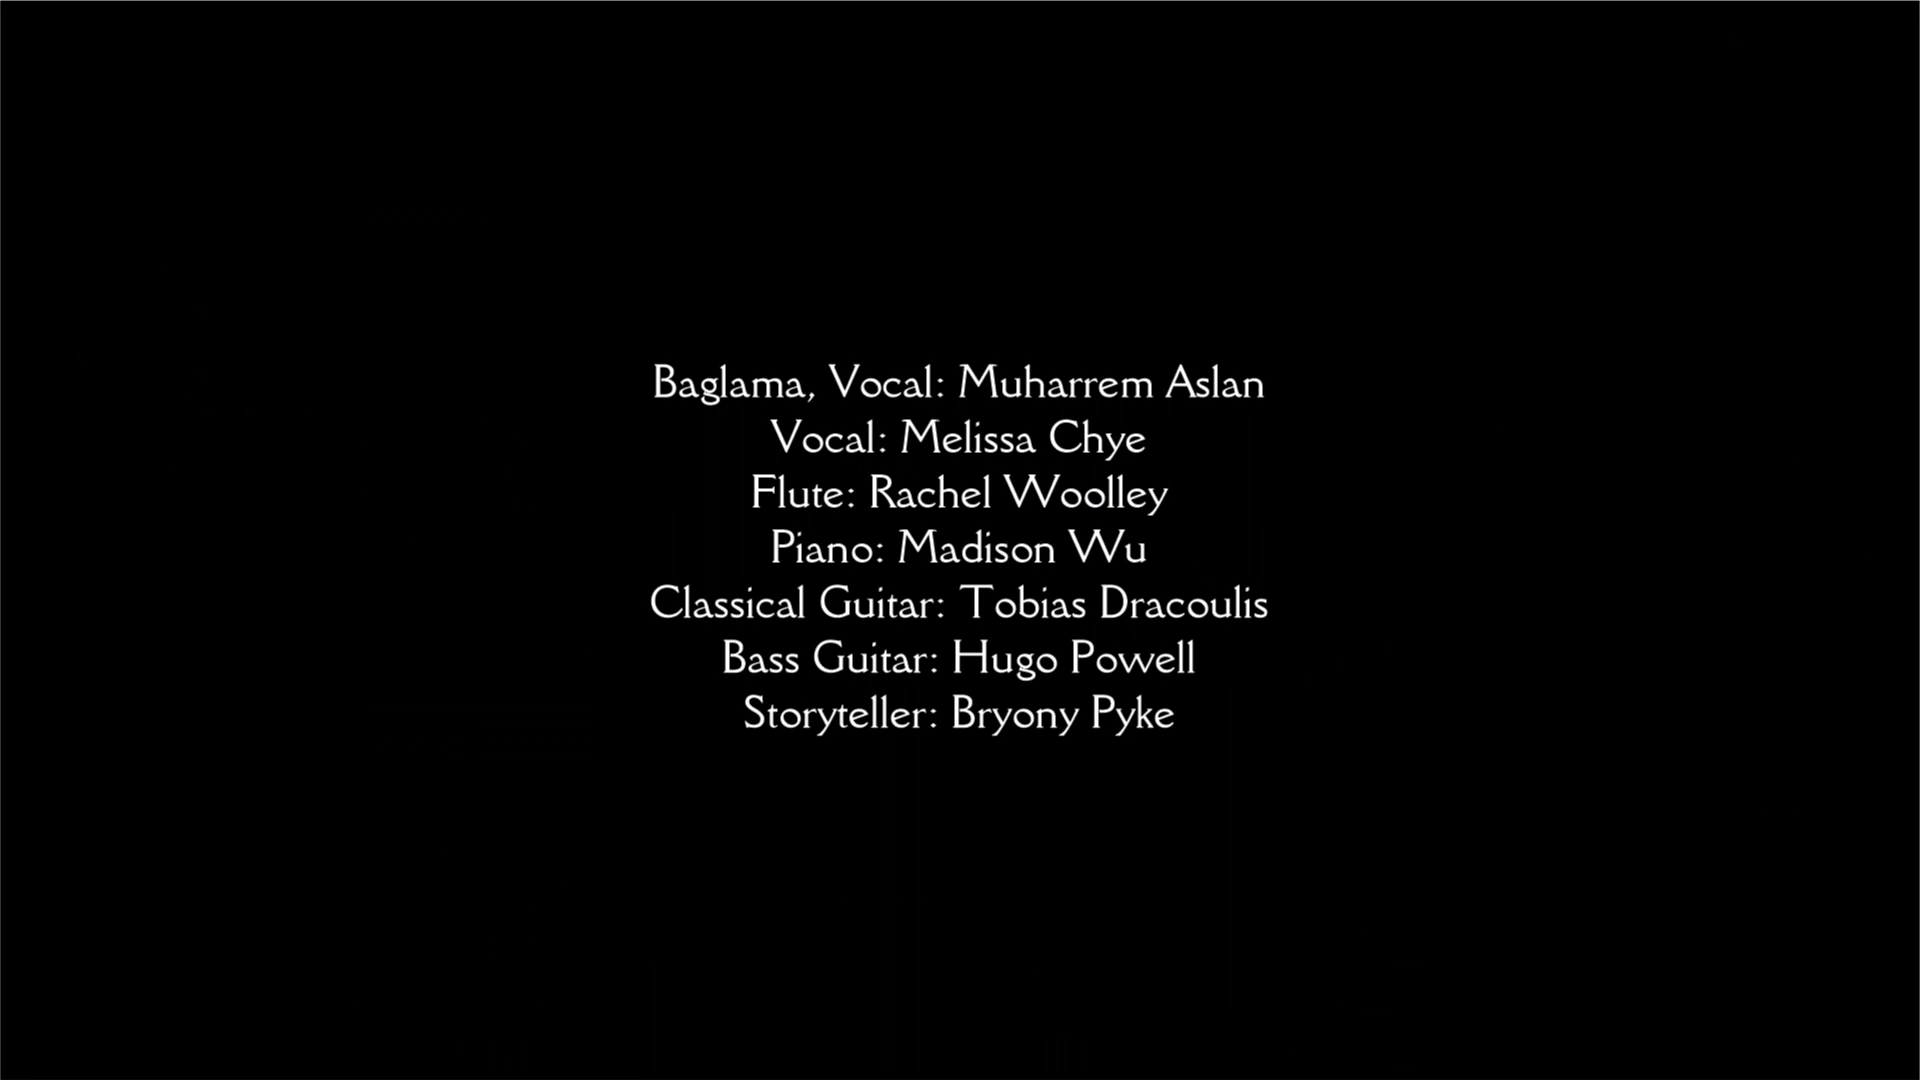 Baglama, Vocal: Muharrem Aslan
Vocal: Melissa Chye
Flute: Rachel Woolley
Piano: Madison Wu
Classical Guitar: Tobias Dracoulis
Bass Guitar: Hugo Powell
Storyteller: Bryony Pyke